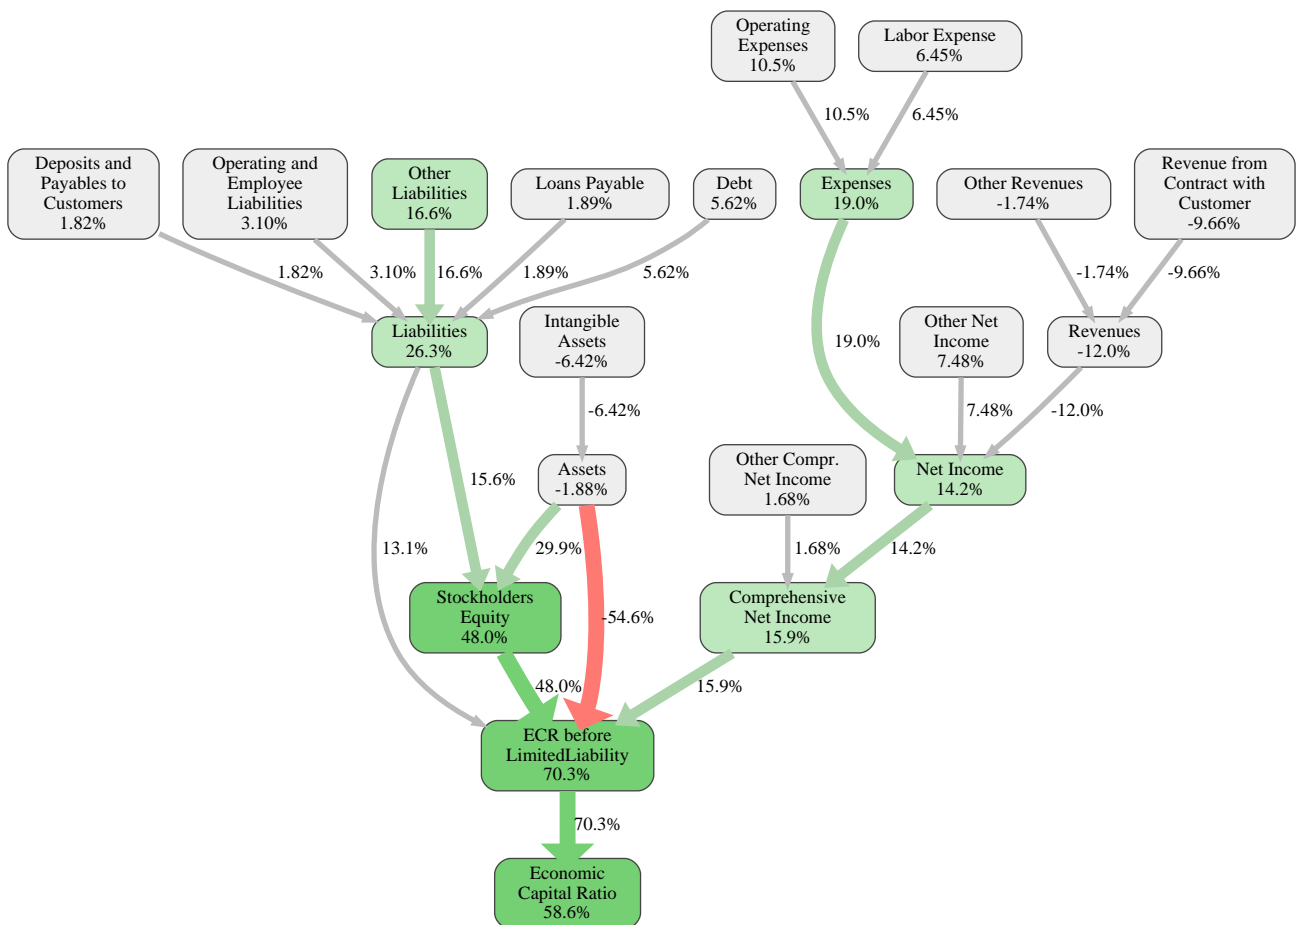 Operating
Expenses
10.5%
Labor Expense
6.45%
10.5%
6.45%
Deposits and
Payables to
Customers
1.82%
Operating and
Employee
Liabilities
3.10%
Other
Liabilities
16.6%
Loans Payable
1.89%
Debt
5.62%
Expenses
19.0%
Other Revenues
-1.74%
Revenue from
Contract with
Customer
-9.66%
1.82%
3.10%
16.6%
1.89%
5.62%
-1.74%
-9.66%
Liabilities
26.3%
Intangible
Assets
-6.42%
19.0%
Other Net
Income
7.48%
Revenues
-12.0%
-6.42%
7.48%
-12.0%
15.6%
Assets
-1.88%
Other Compr.
Net Income
1.68%
Net Income
14.2%
13.1%
29.9%
1.68%
14.2%
Stockholders
Equity
48.0%
-54.6%
Comprehensive
Net Income
15.9%
48.0%
15.9%
ECR before
LimitedLiability
70.3%
70.3%
Economic
Capital Ratio
58.6%